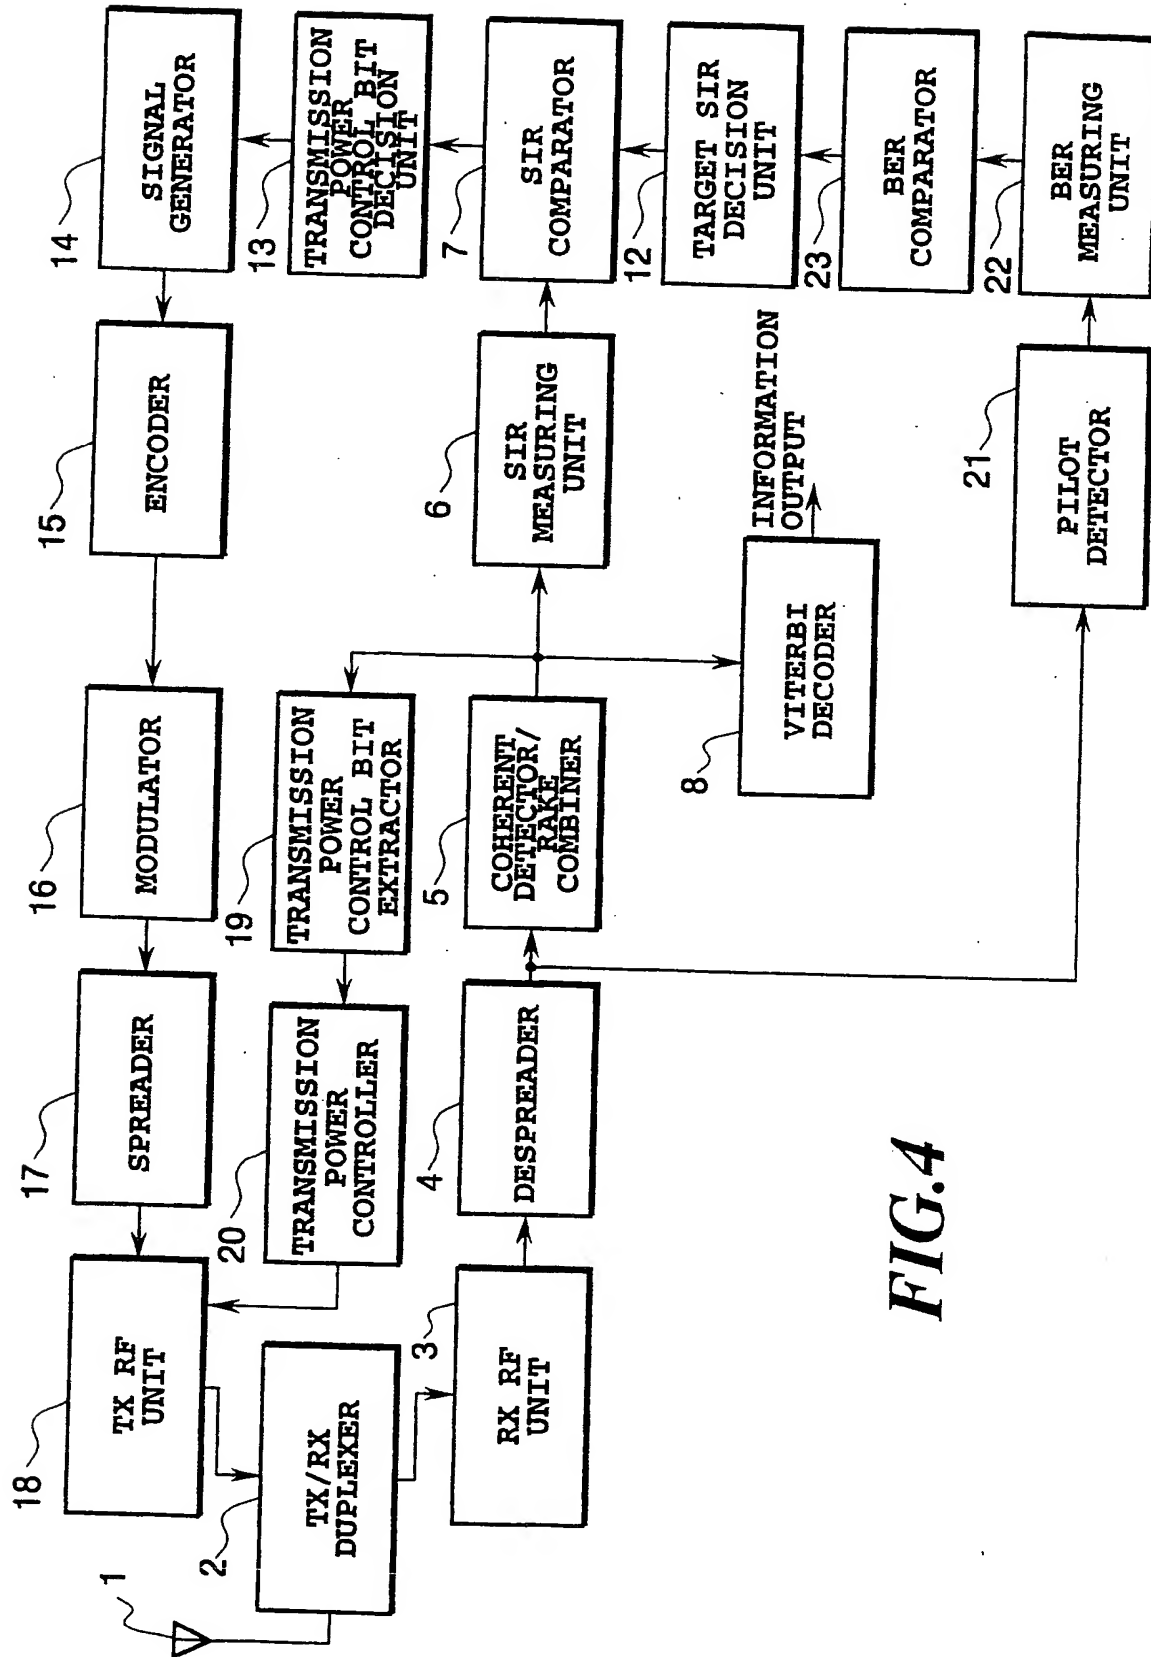 14
SIGNAL
GENERATOR
15
ENCODER
16
MODULATOR
17
SPREADER
18
TX RF
UNIT
13
TRANSMISSION
POWER
CONTROL BIT
DECISION
UNIT
19
TRANSMISSION
POWER
CONTROL BIT
EXTRACTOR
20
TRANSMISSION
POWER
CONTROLLER
1
2
TX/RX
DUPLEXER
3
RX RF
UNIT
4
DESPREADER
5
COHERENT
DETECTOR/
RAKE
COMBINER
6
SIR
MEASURING
UNIT
7
SIR
COMPARATOR
12
TARGET SIR
DECISION
UNIT
8
VITERBI
DECODER
INFORMATION
OUTPUT
23
BER
COMPARATOR
21
PILOT
DETECTOR
22
BER
MEASURING
UNIT
FIG.4